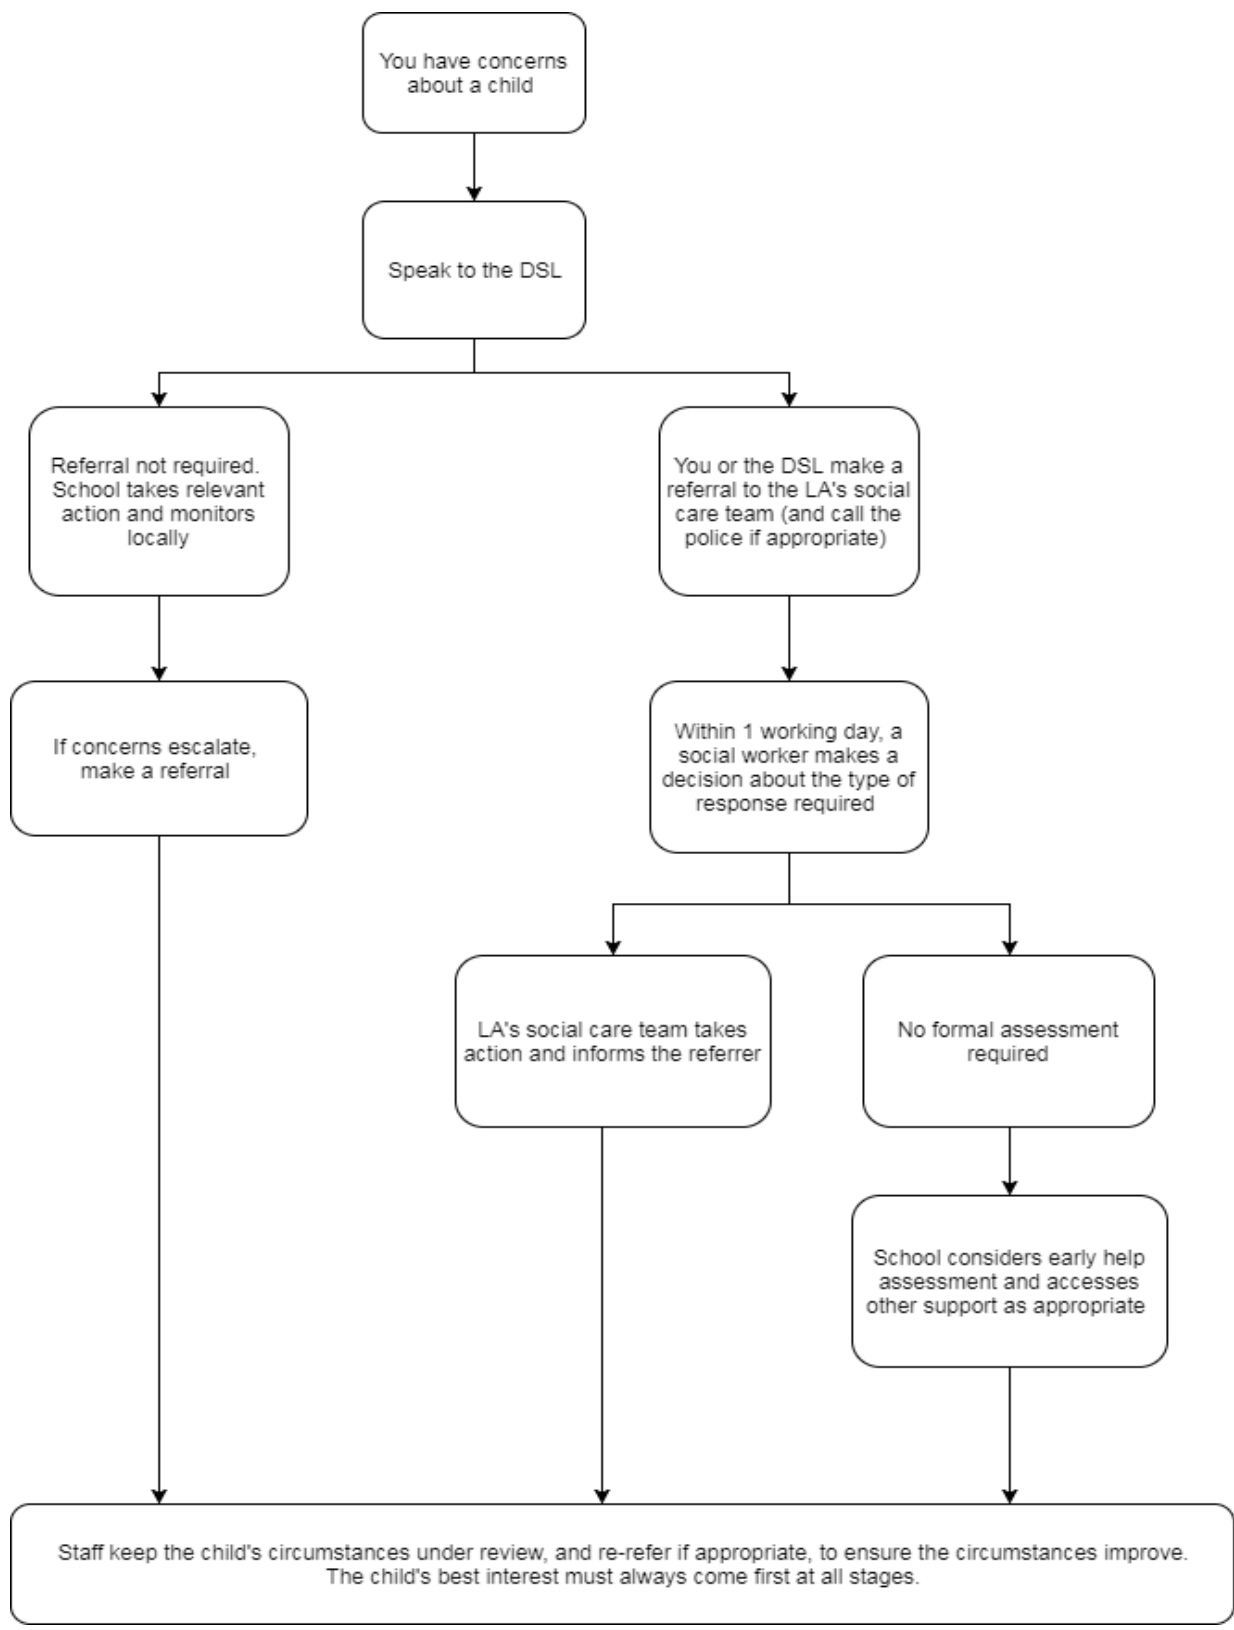 You have concerns
about a child
Speak to the DSL
Referral not required.
School takes relevant
action and monitors
locally
You or the DSL make a
referral to the LA's social
care team (and call the
police if appropriate)
If concerns escalate,
make a referral
Within 1 working day, a
social worker makes a
decision about the type of
response required
LA's social care team takes
action and informs the referrer
No formal assessment
required
School considers early help
assessment and accesses
other support as appropriate
Staff keep the child's circumstances under review, and re-refer if appropriate, to ensure the circumstances improve.
The child's best interest must always come first at all stages.